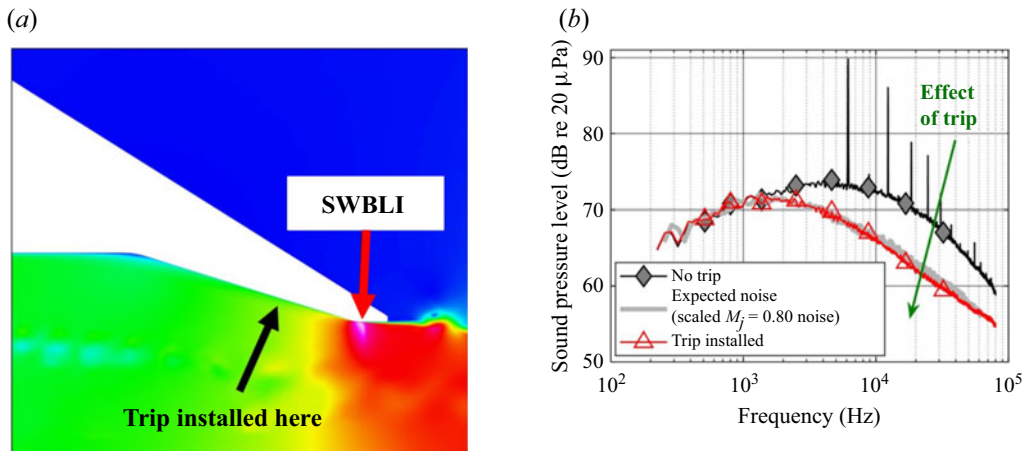 (a)
SWBLI
Trip installed here
(b)
Sound pressure level (dB re 20 μPa)
90
80
70
60
50
Effect
of trip
No trip
Expected noise
(scaled Mj = 0.80 noise)
Trip installed
10² 10³ 10⁴ 10⁵
Frequency (Hz)